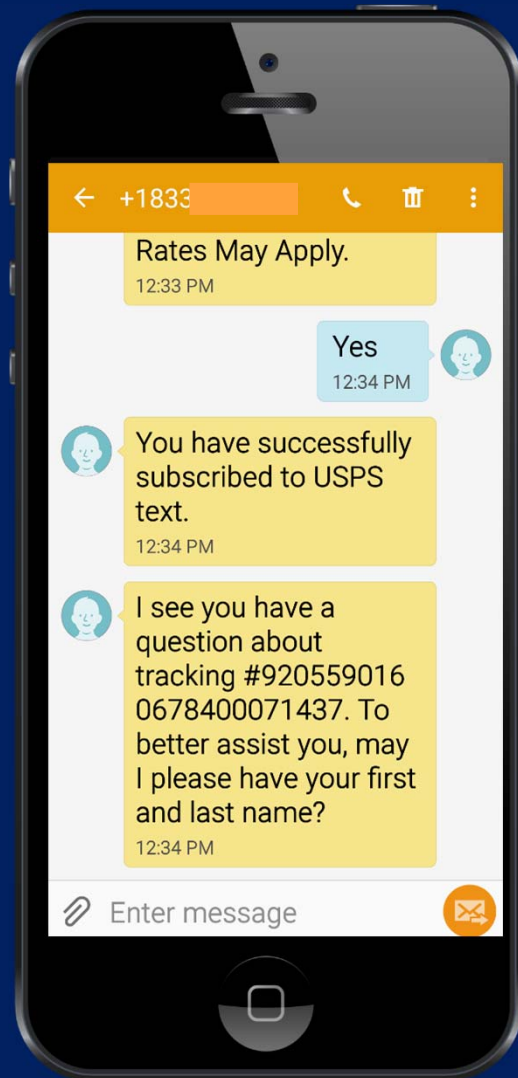 +1833
Rates May Apply.
12:33 PM
Yes
12:34 PM
You have successfully
subscribed to USPS
text.
12:34 PM
I see you have a
question about
tracking #920559016
0678400071437. To
better assist you, may
I please have your first
and last name?
12:34 PM
Enter message